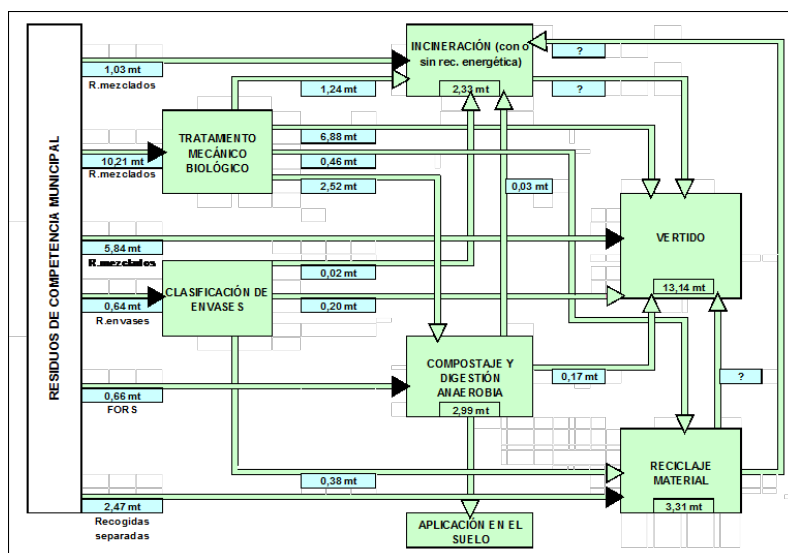 RESIDUOS DE COMPETENCIA MUNICIPAL
1,03 mt
R.mezclados
INCINERACIÓN (con o
sin rec. energética)
2,33 mt
?
?
1,24 mt
TRATAMIENTO
MECÁNICO
BIOLÓGICO
10,21 mt
R.mezclados
6,88 mt
0,46 mt
2,52 mt
0,03 mt
5,84 mt
R.mezclados
VERTIDO
13,14 mt
CLASIFICACIÓN DE
ENVASES
0,02 mt
0,64 mt
R.envases
0,20 mt
COMPOSTAJE Y
DIGESTIÓN
ANAEROBIA
2,99 mt
0,17 mt
?
0,66 mt
FORS
RECICLAJE
MATERIAL
3,31 mt
0,38 mt
2,47 mt
Recogidas
separadas
APLICACIÓN EN EL
SUELO